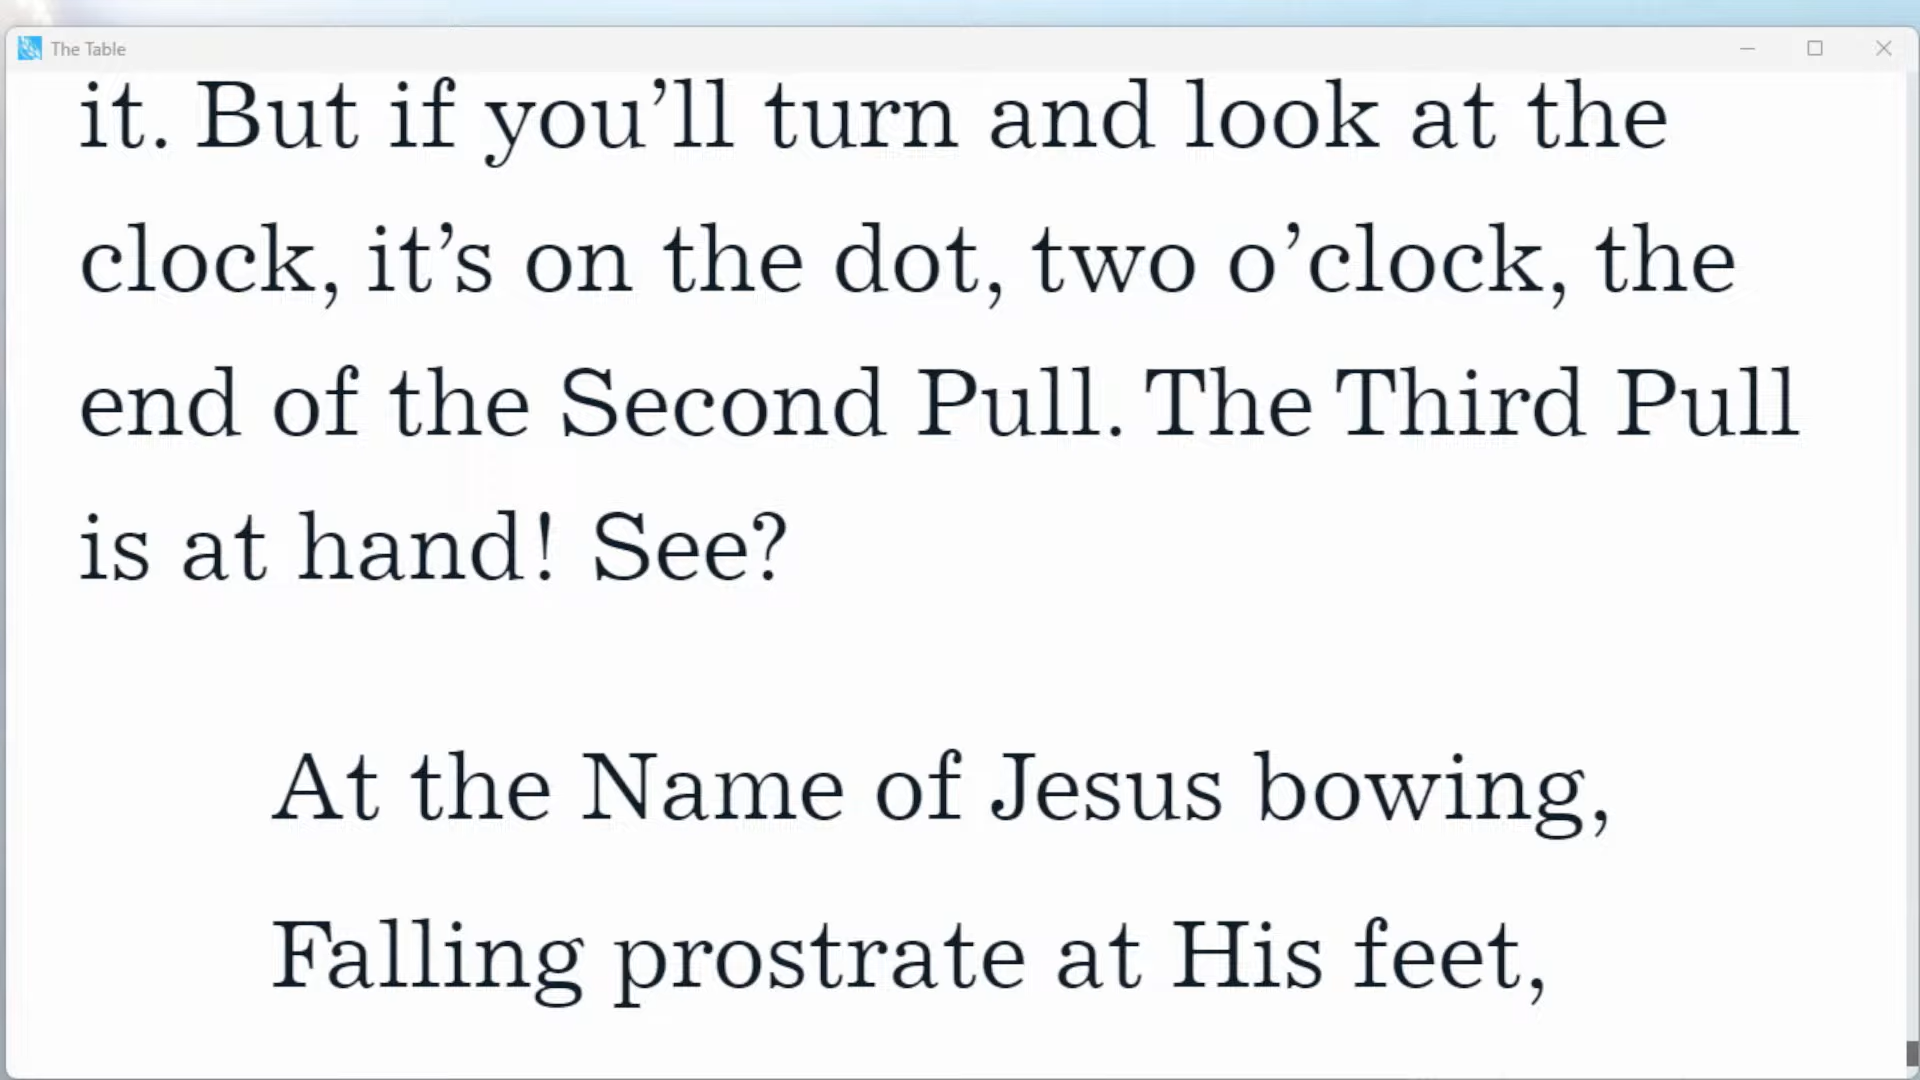 The Table
it. But if you’ll turn and look at the
clock, it’s on the dot, two o’clock, the
end of the Second Pull. The Third Pull
is at hand! See?
At the Name of Jesus bowing,
Falling prostrate at His feet,